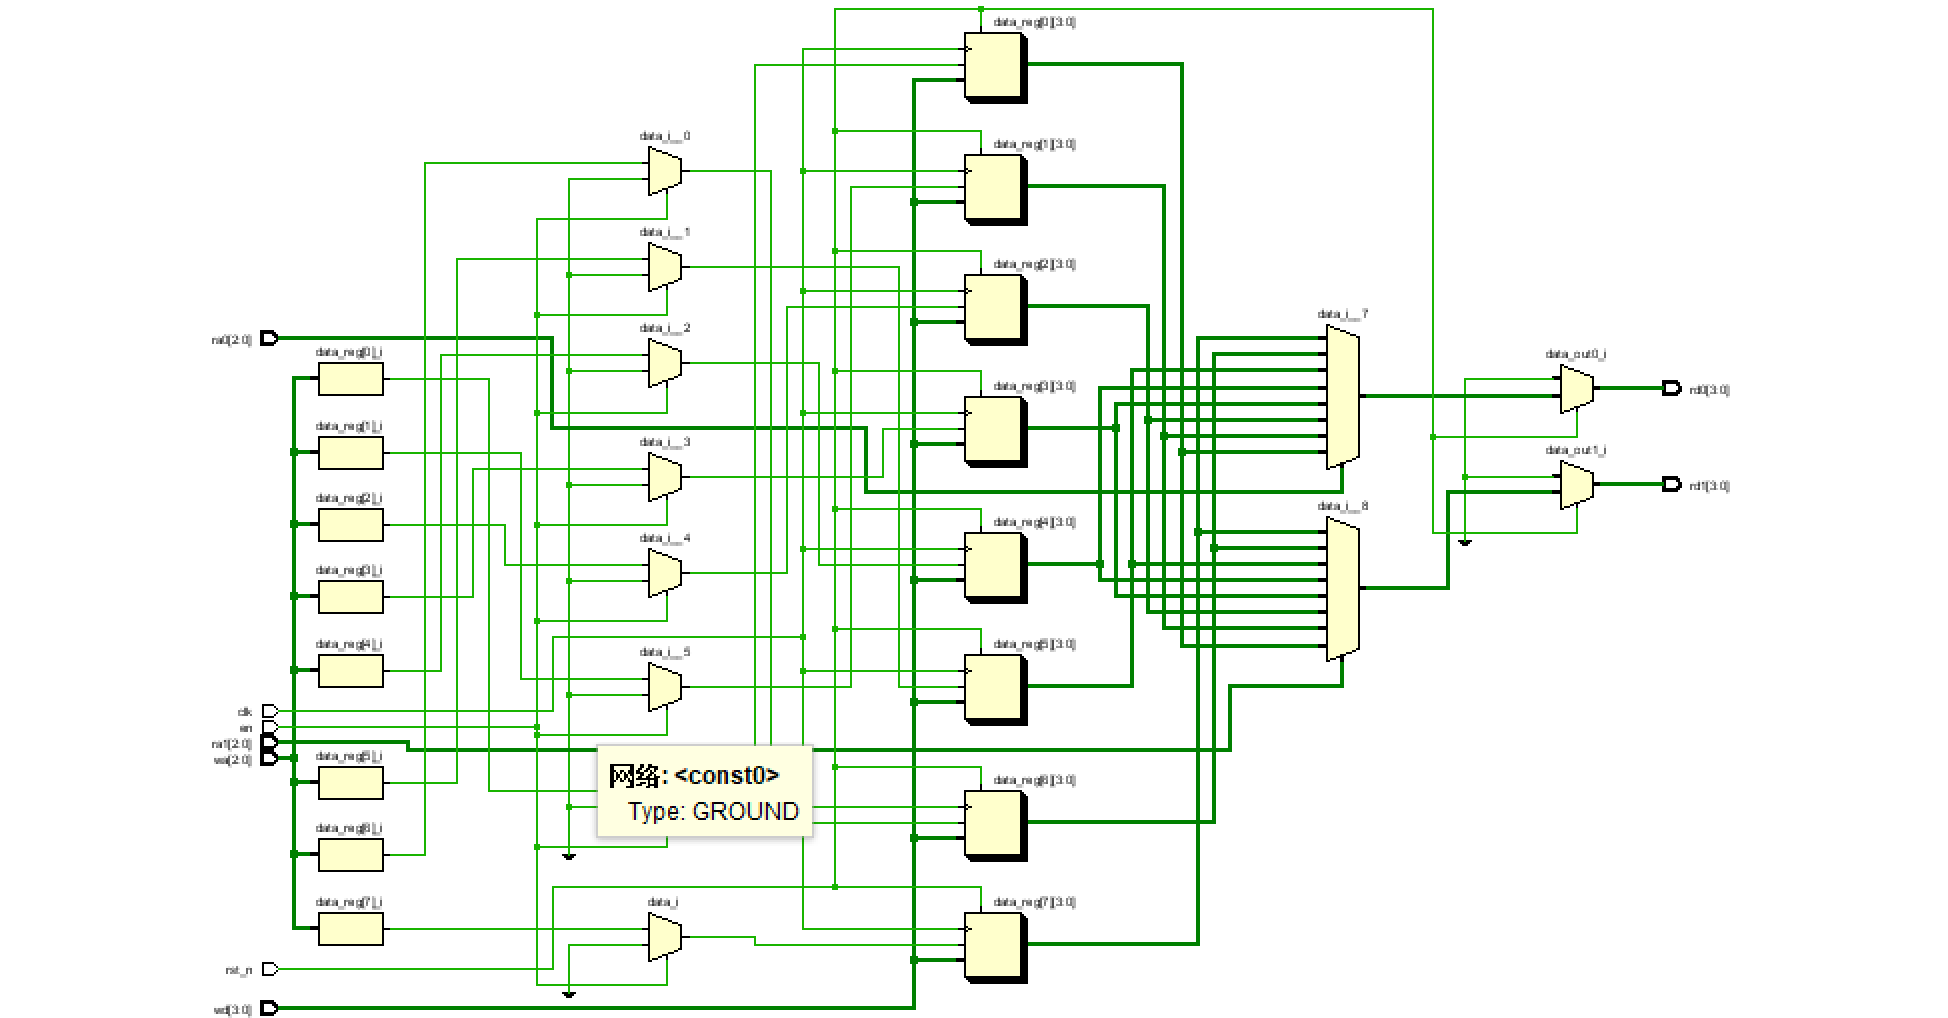 data_reg[0][3:0]
data_i__0
data_reg[1][3:0]
data_i__1
data_reg[2][3:0]
data_i__2
data_i__7
ra0[2:0]
data_reg[0]_i
data_out0_i
data_reg[3][3:0]
rd0[3:0]
data_reg[1]_i
data_i__3
data_out1_i
rd1[3:0]
data_reg[2]_i
data_i__8
data_reg[4][3:0]
data_i__4
data_reg[3]_i
data_reg[4]_i
data_i__5
data_reg[5][3:0]
clk
en
ra1[2:0]
wa[2:0]
data_reg[5]_i
网络: <const0>
Type: GROUND
data_reg[6][3:0]
data_reg[6]_i
data_reg[7]_i
data_i
data_reg[7][3:0]
rst_n
wd[3:0]